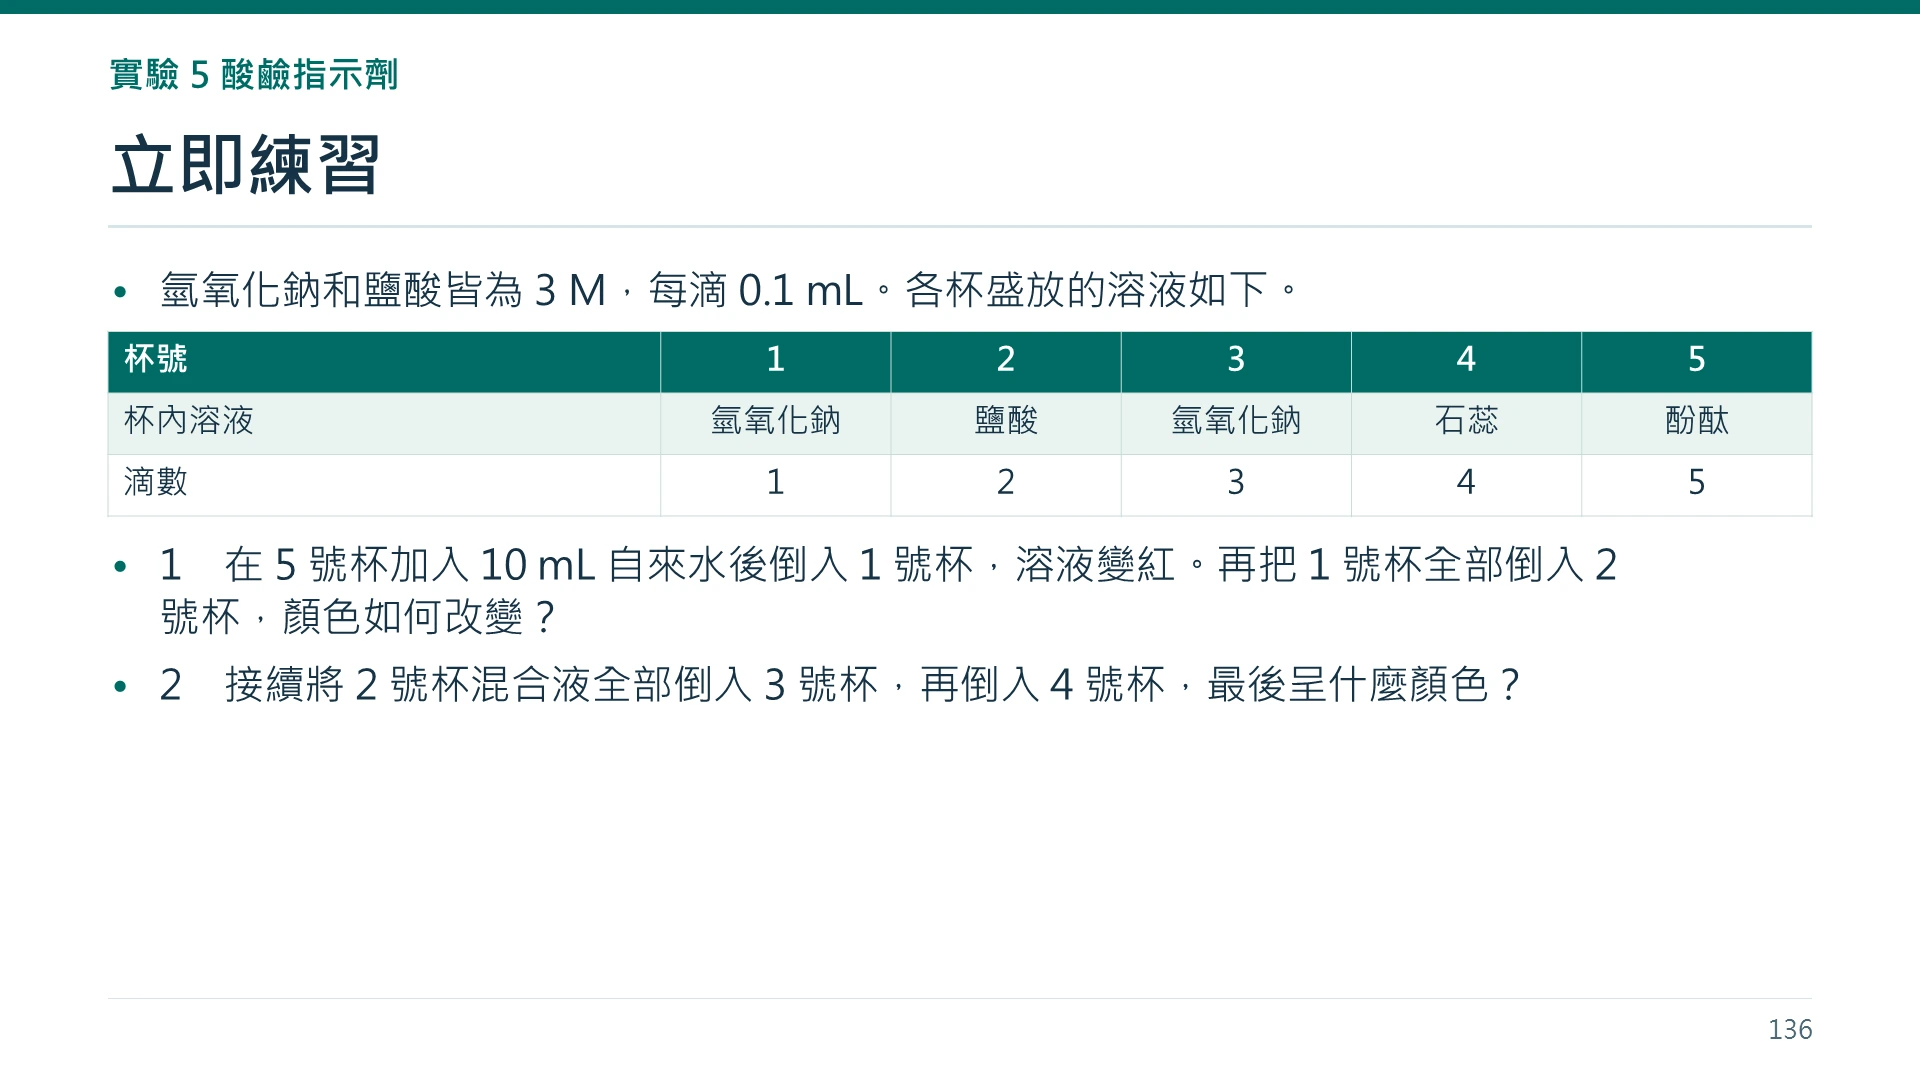 實驗 5 酸鹼指示劑
立即練習
• 氫氧化鈉和鹽酸皆為 3 M，每滴 0.1 mL。各杯盛放的溶液如下。
杯號 1 2 3 4 5
杯內溶液 氫氧化鈉 鹽酸 氫氧化鈉 石蕊 酚酞
滴數 1 2 3 4 5
• 1　在 5 號杯加入 10 mL 自來水後倒入 1 號杯，溶液變紅。再把 1 號杯全部倒入 2
號杯，顏色如何改變？
• 2　接續將 2 號杯混合液全部倒入 3 號杯，再倒入 4 號杯，最後呈什麼顏色？
136